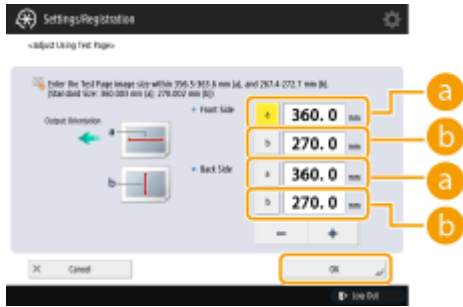 Settings/Registration
<Adjust Using Test Page>
Enter the Test Page image size within 356.5-363.6 mm [a], and 267.4-272.7 mm [b].
(Standard Size: 360.003 mm [a]; 270.002 mm [b])
Output Orientation
a
b
• Front Side
a 360.0 mm
b 270.0 mm
• Back Side
a 360.0 mm
b 270.0 mm
- +
× Cancel
OK
Log Out
a
b
a
b